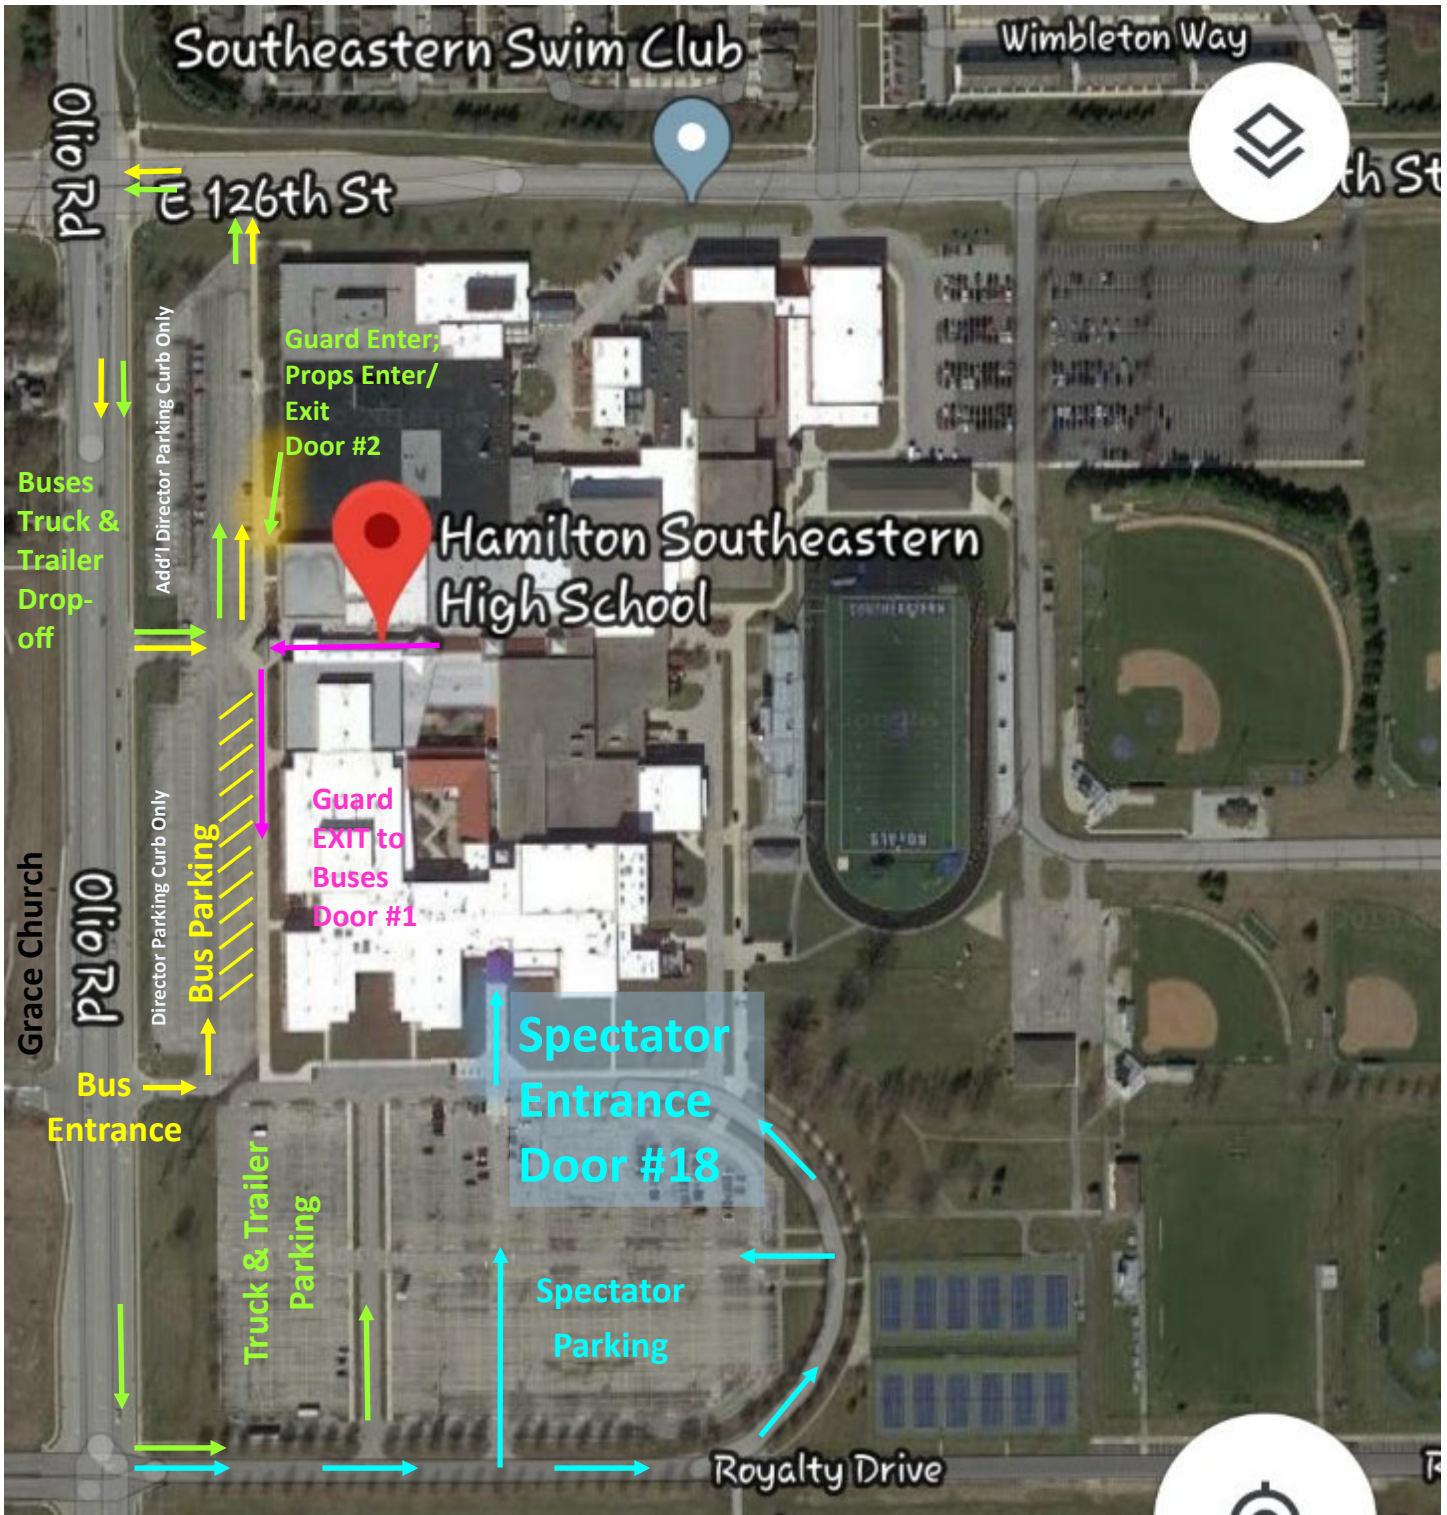 Southeastern Swim Club
Wimbleton Way
Olio Rd
E 126th St
th St
Guard Enter;
Props Enter/
Exit
Door #2
Add'l Director Parking Curb Only
Buses
Truck &
Trailer
Drop-
off
Hamilton Southeastern
High School
SOUTHEASTERN
Guard
EXIT to
Buses
Door #1
ROYALS
Director Parking Curb Only
Bus Parking
Grace Church
Olio Rd
Spectator
Entrance
Door #18
Bus
Entrance
Truck & Trailer
Parking
Spectator
Parking
Royalty Drive
R